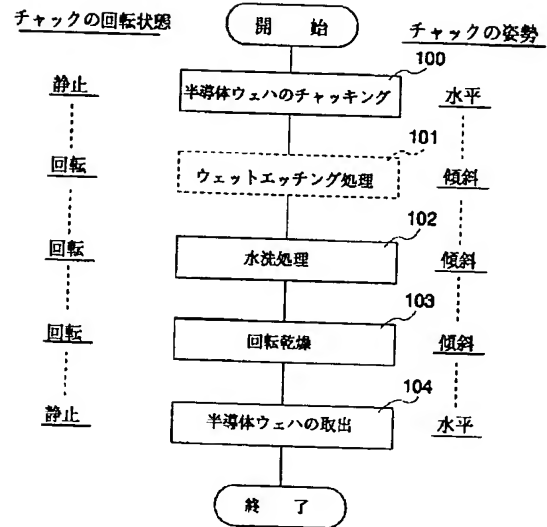 チャックの回転状態
開 始
チャックの姿勢
100
静止
半導体ウェハのチャッキング
水平
101
回転
ウェットエッチング処理
傾斜
102
回転
水洗処理
傾斜
103
回転
回転乾燥
傾斜
104
静止
半導体ウェハの取出
水平
終 了